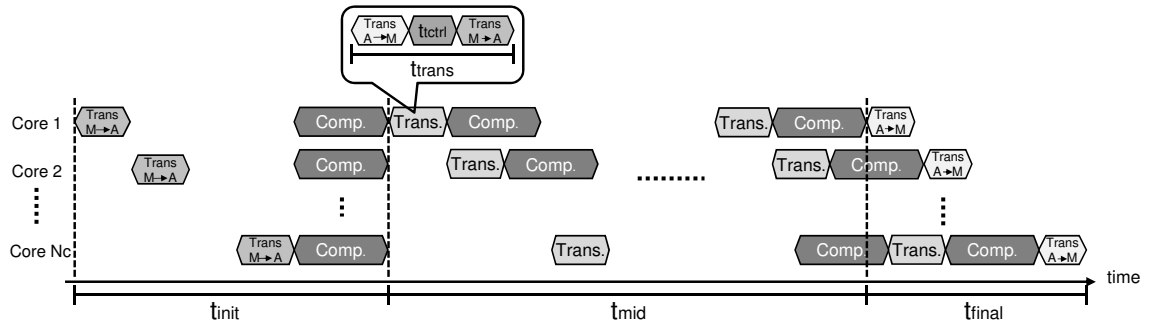 Trans
A→M
ttctrl
Trans
M→A
ttrans
Core 1
Trans
M→A
Comp.
Trans.
Comp.
Trans.
Comp.
Trans
A→M
Core 2
Trans
M→A
Comp.
Trans.
Comp.
Trans.
Comp.
Trans
A→M
Core Nc
Trans
M→A
Comp.
Trans.
Comp.
Trans.
Comp.
Trans
A→M
time
tinit
tmid
tfinal